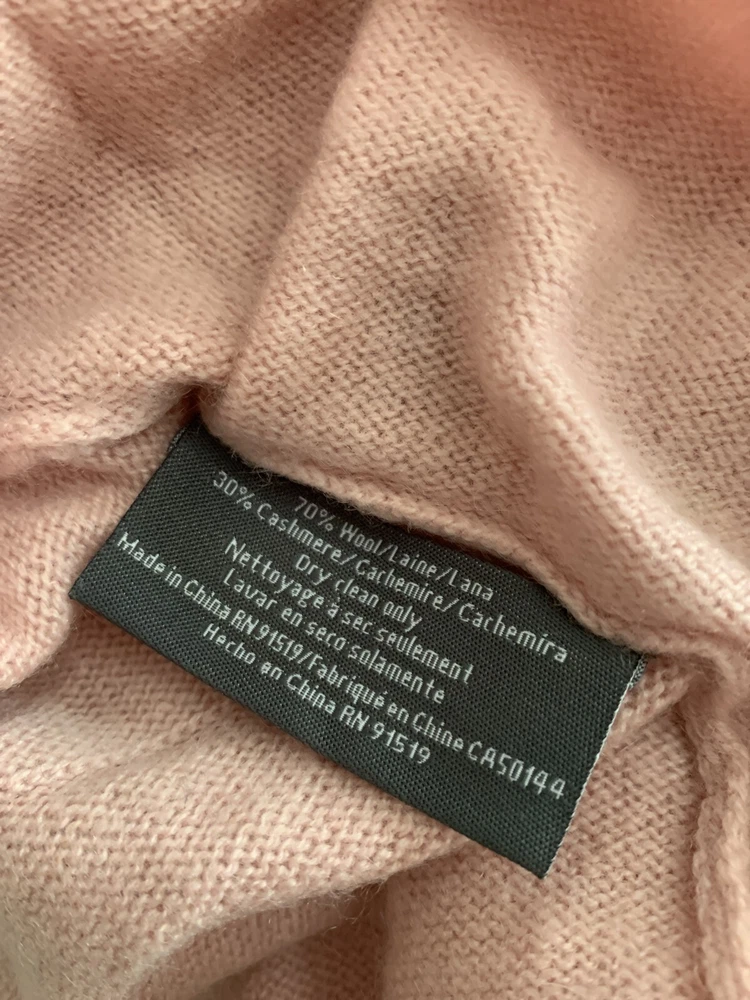 70% Wool/Laine/Lana
30% Cashmere/Cachemire/Cachemira
Dry clean only
Nettoyage à sec seulement
Lavar en seco solamente
Made in China RN 91519/Fabriqué en Chine CA50144
Hecho en China RN 91519